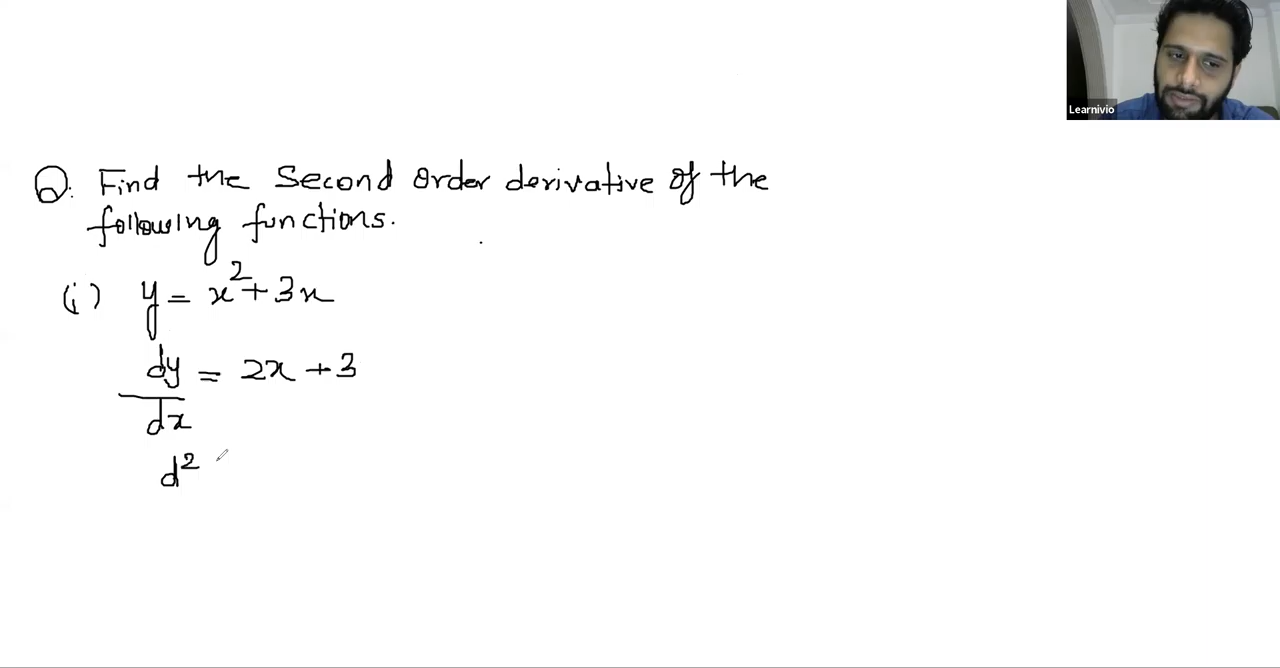 Learnivio
Q. Find the Second Order derivative of the
following functions.
(i) y = x² + 3x
dy = 2x + 3
dx
d²